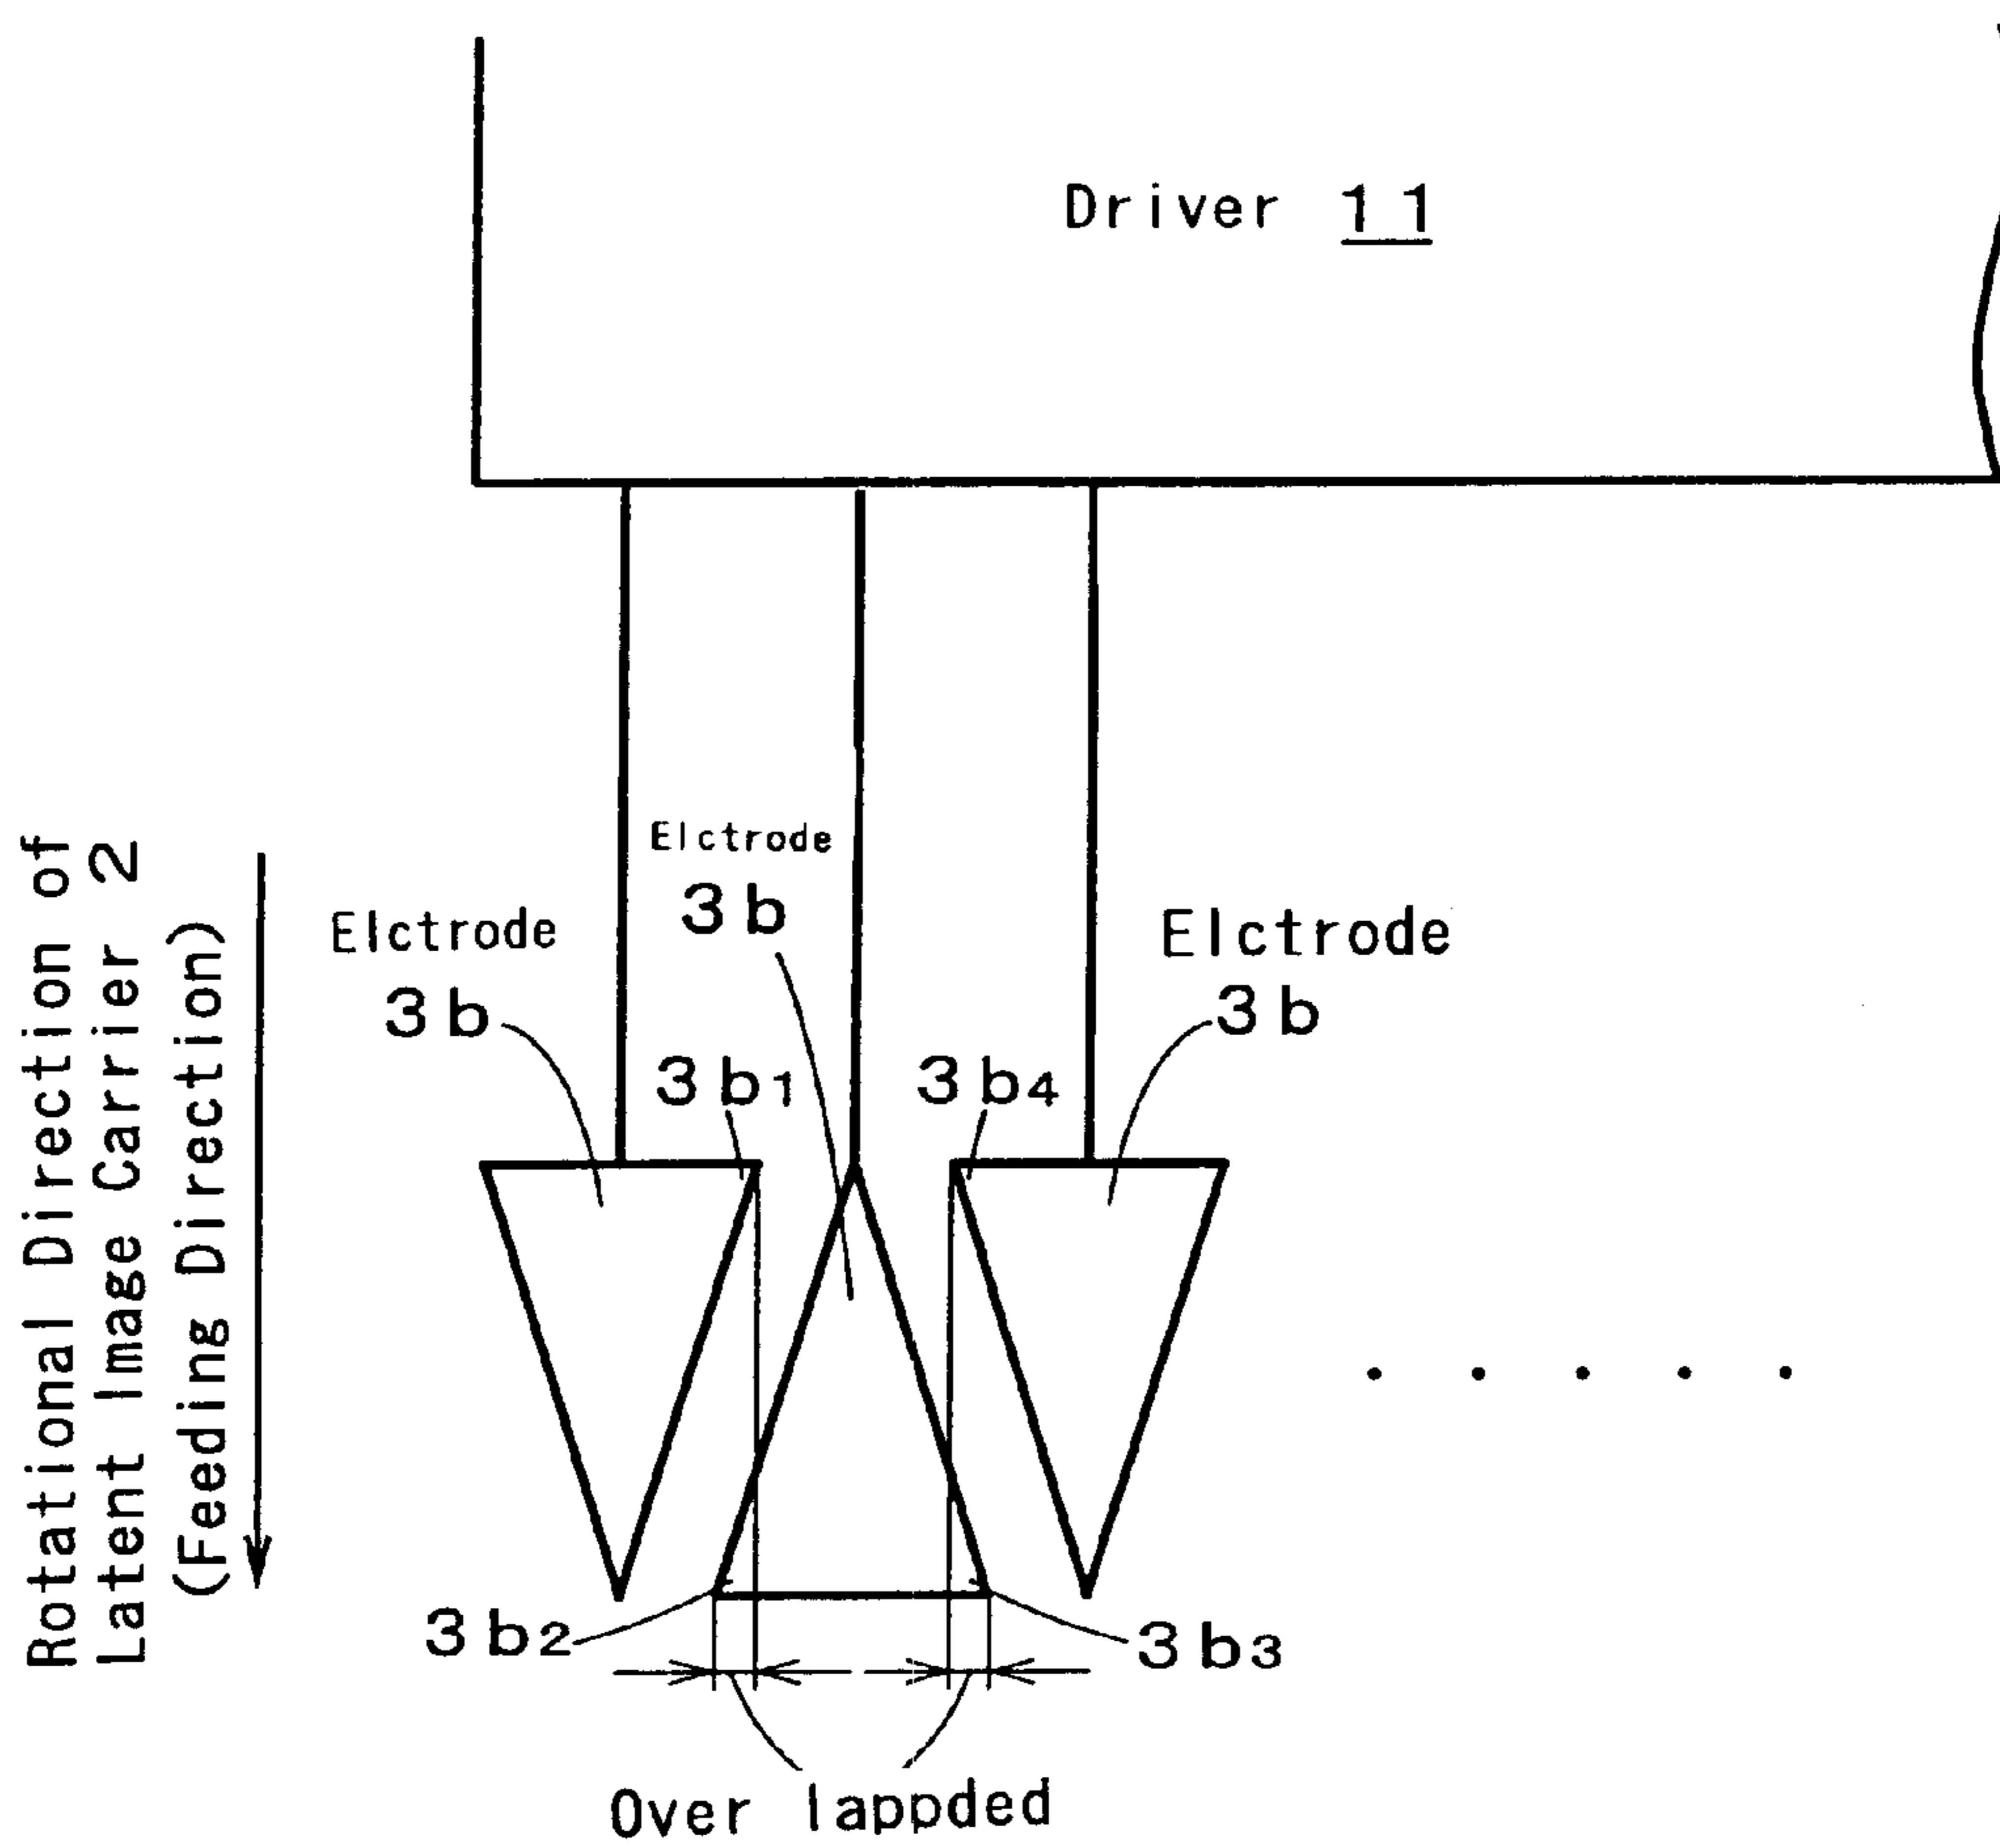 Driver 11
Elctrode
3b
Elctrode
3b
Elctrode
3b
3b1
3b4
Rotational Direction of
Latent Image Carrier 2
(Feeding Direction)
3b2
3b3
Over lappded